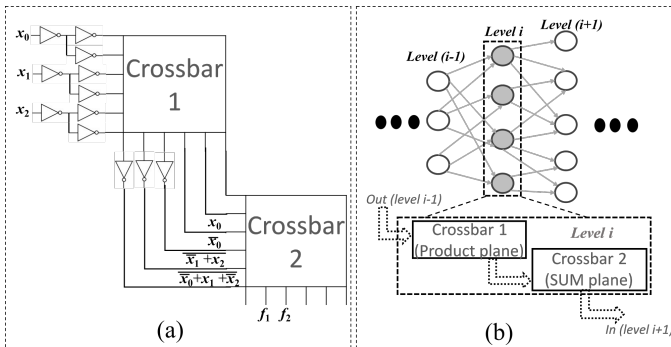 x₀
x₁
x₂
Crossbar
1
x₀
x̅₀
x̅₁+x₂
x̅₀+x₁+x̅₂
Crossbar
2
f₁ f₂
(a)
Level (i-1)
Level i
Level (i+1)
Out (level i-1)
Crossbar 1
(Product plane)
Level i
Crossbar 2
(SUM plane)
In (level i+1)
(b)